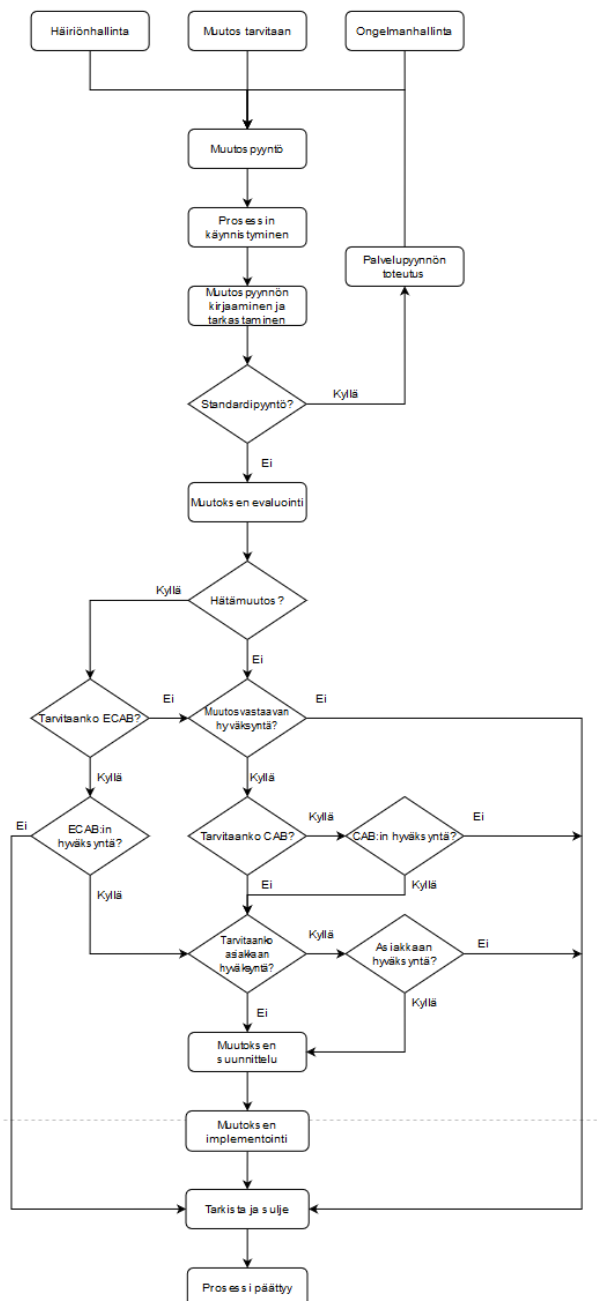 Häiriönhallinta
Muutos tarvitaan
Ongelmanhallinta
Muutospyyntö
Prosessin
käynnistyminen
Palvelupyynnön
toteutus
Muutospyynnön
kirjaaminen ja
tarkastaminen
Standardipyyntö?
Kyllä
Ei
Muutoksen evaluointi
Kyllä
Hätämuutos?
Ei
Tarvitaanko ECAB?
Ei
Muutosvastaavan
hyväksyntä?
Ei
Kyllä
Kyllä
Ei
ECAB:in
hyväksyntä?
Tarvitaanko CAB?
Kyllä
CAB:in hyväksyntä?
Ei
Kyllä
Ei
Kyllä
Tarvitaanko
asiakkaan
hyväksyntä?
Kyllä
Asiakkaan
hyväksyntä?
Ei
Ei
Kyllä
Muutoksen
suunnittelu
Muutoksen
implementointi
Tarkista ja sulje
Prosessi päättyy